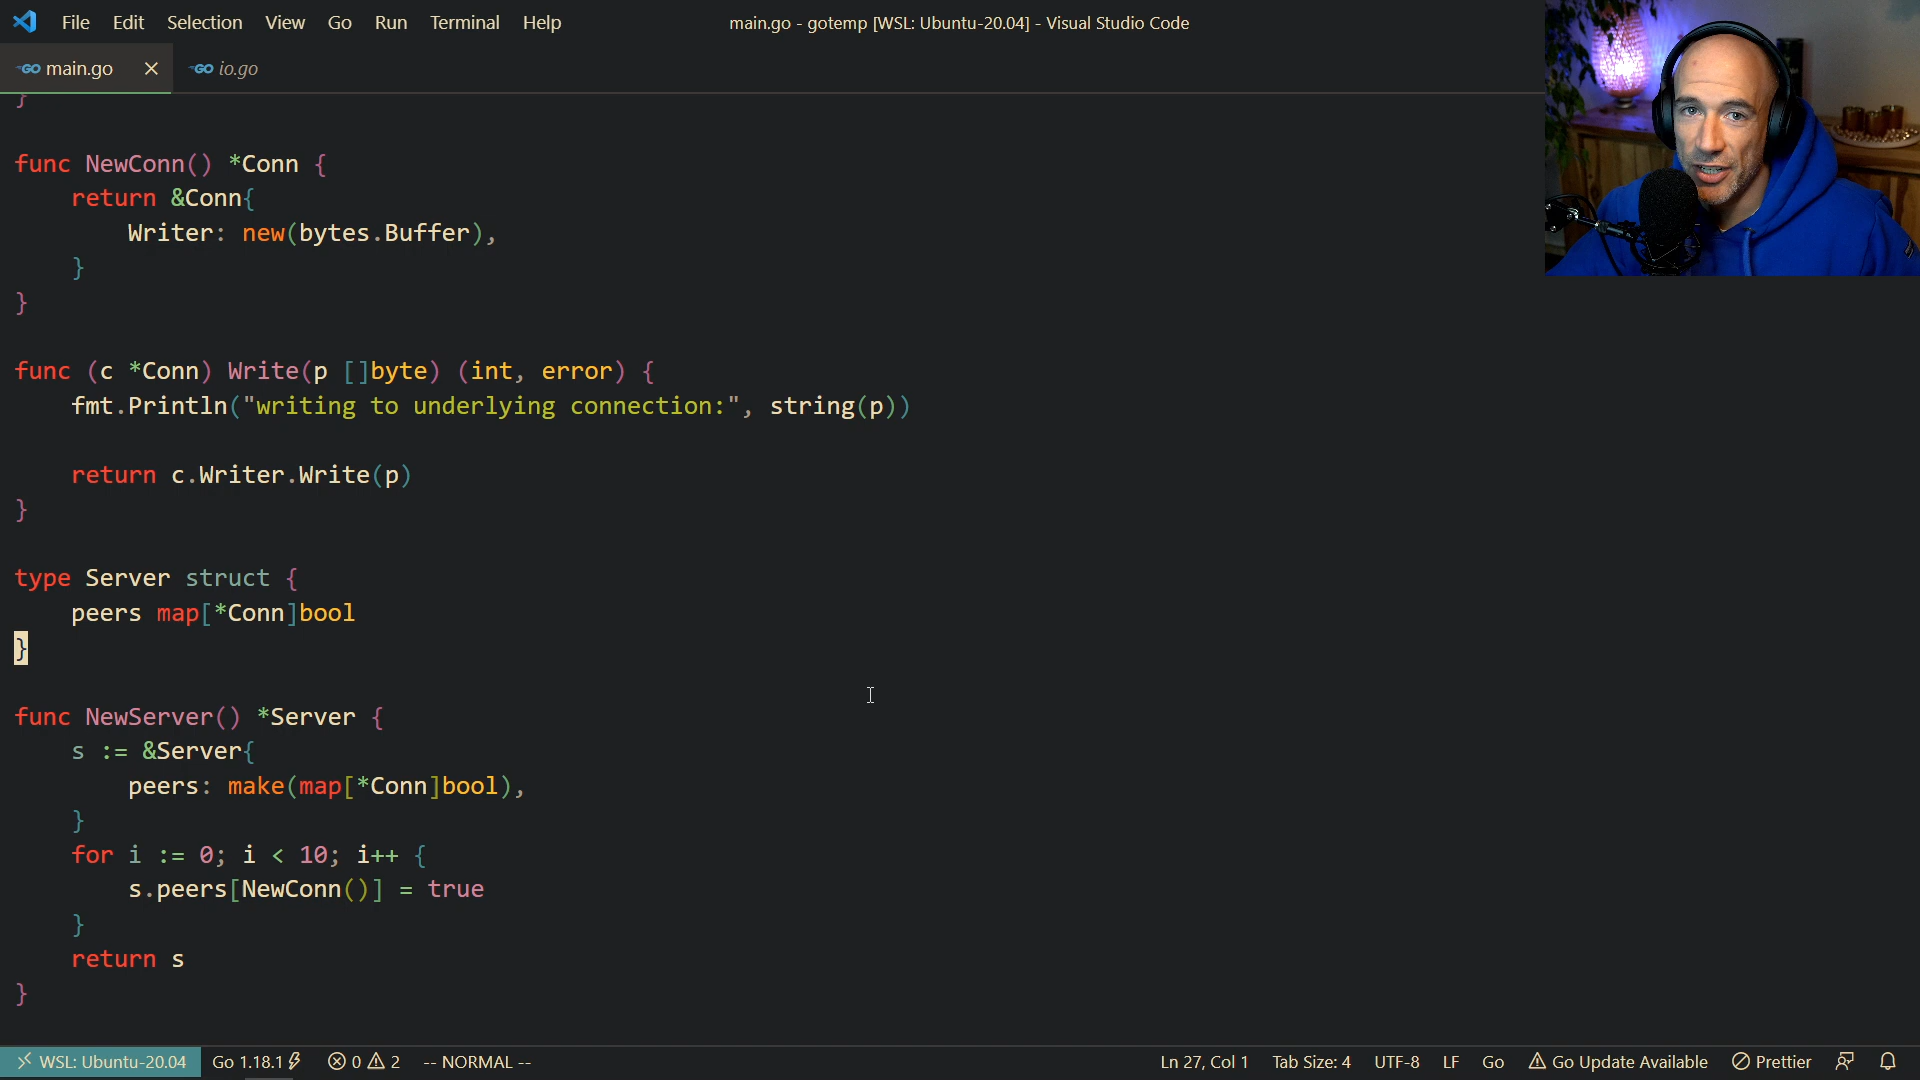 File Edit Selection View Go Run Terminal Help main.go - gotemp [WSL: Ubuntu-20.04] - Visual Studio Code
GO main.go GO io.go
}
func NewConn() *Conn {
    return &Conn{
        Writer: new(bytes.Buffer),
    }
}
func (c *Conn) Write(p []byte) (int, error) {
    fmt.Println("writing to underlying connection:", string(p))
    return c.Writer.Write(p)
}
type Server struct {
    peers map[*Conn]bool
}
func NewServer() *Server {
    s := &Server{
        peers: make(map[*Conn]bool),
    }
    for i := 0; i < 10; i++ {
        s.peers[NewConn()] = true
    }
    return s
}
WSL: Ubuntu-20.04 Go 1.18.1 0 2 -- NORMAL -- Ln 27, Col 1 Tab Size: 4 UTF-8 LF Go Go Update Available Prettier